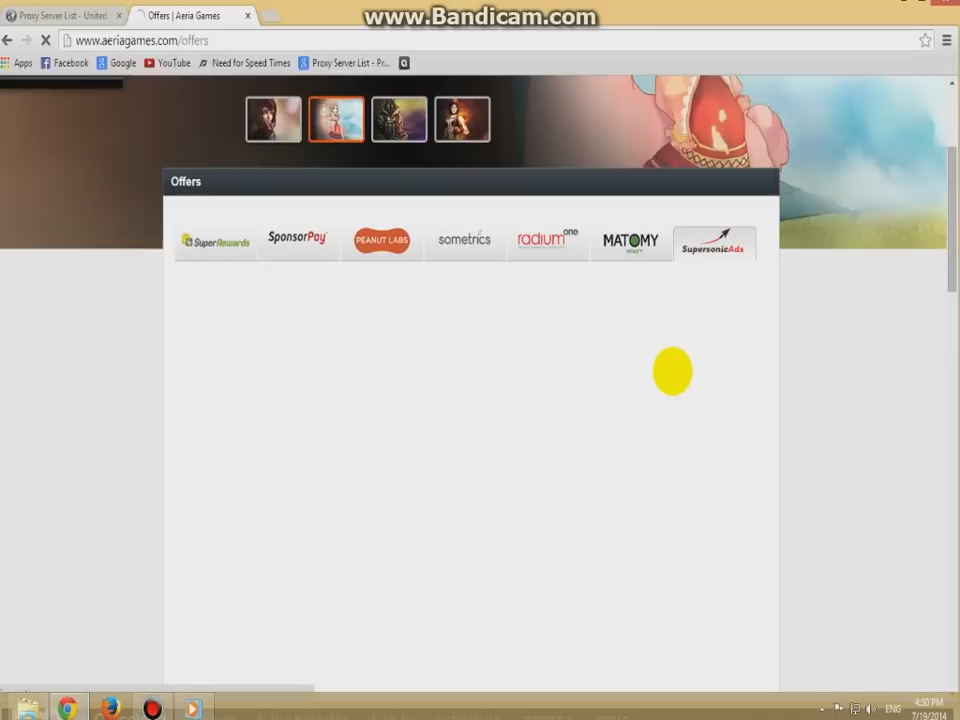 www.Bandicam.com
Proxy Server List - United
Offers | Aeria Games
www.aeriagames.com/offers
Apps
Facebook
Google
YouTube
Need for Speed Times
Proxy Server List - Pr...
Offers
SuperRewards
SponsorPay
PEANUT LABS
sometrics
radiumone
MATOMY
MONEY
SupersonicAds
ENG
4:50 PM
7/19/2014